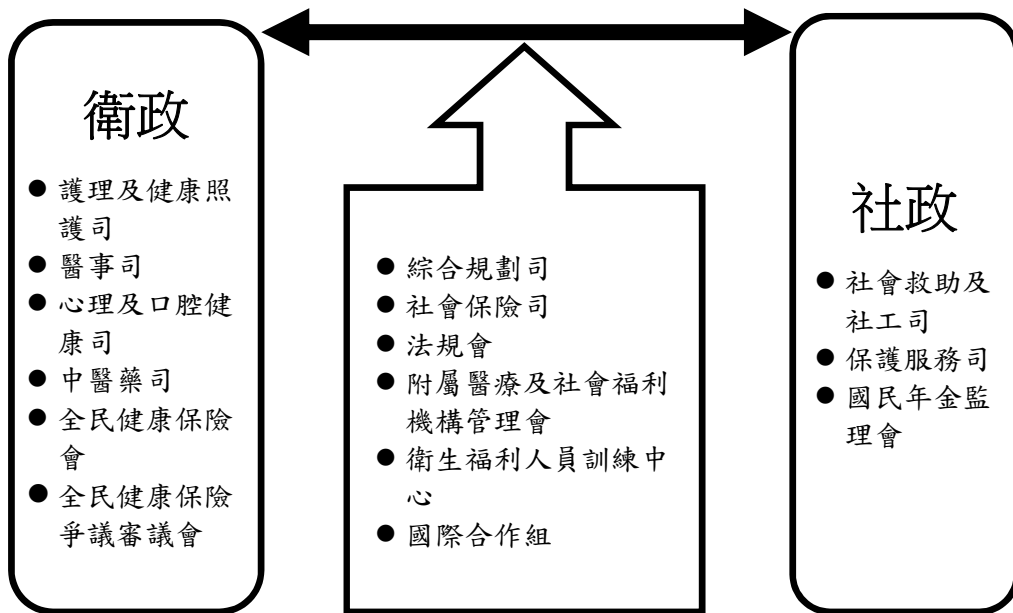 衛政
● 護理及健康照
護司
● 醫事司
● 心理及口腔健
康司
● 中醫藥司
● 全民健康保險
會
● 全民健康保險
爭議審議會
● 綜合規劃司
● 社會保險司
● 法規會
● 附屬醫療及社會福利
機構管理會
● 衛生福利人員訓練中
心
● 國際合作組
社政
● 社會救助及
社工司
● 保護服務司
● 國民年金監
理會